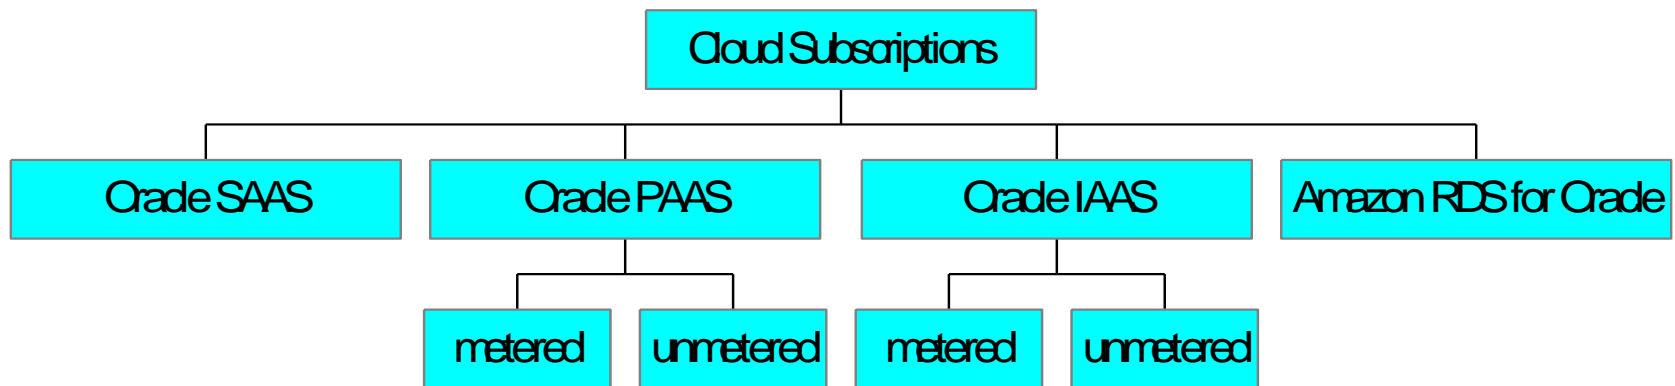 Cloud Subscriptions
Oracle SAAS
Oracle PAAS
Oracle IAAS
Amazon RDS for Oracle
metered
unmetered
metered
unmetered